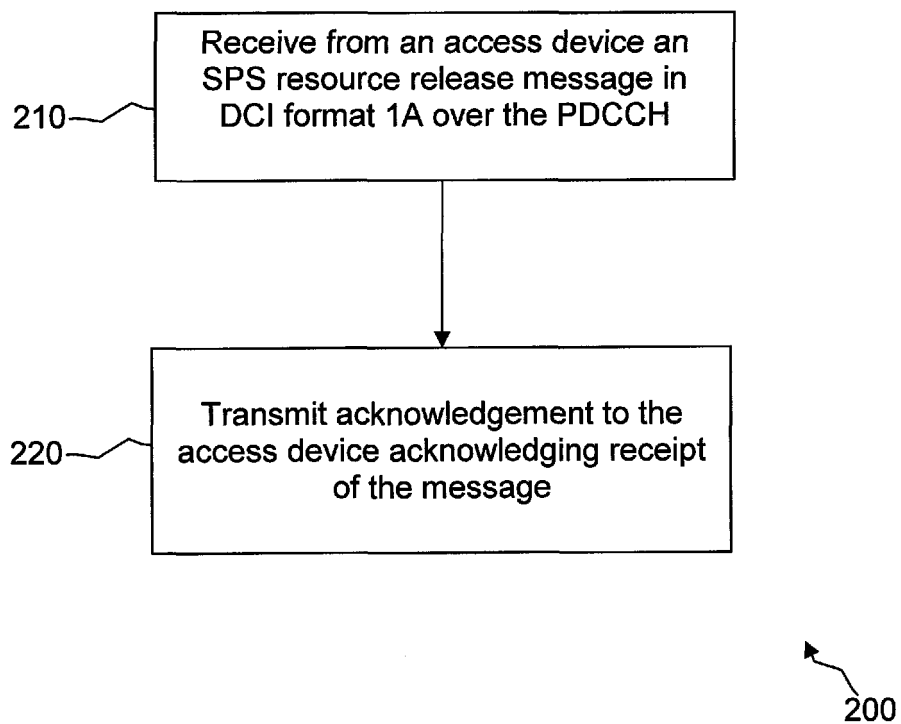 Receive from an access device an
SPS resource release message in
DCI format 1A over the PDCCH
210
Transmit acknowledgement to the
access device acknowledging receipt
of the message
220
200